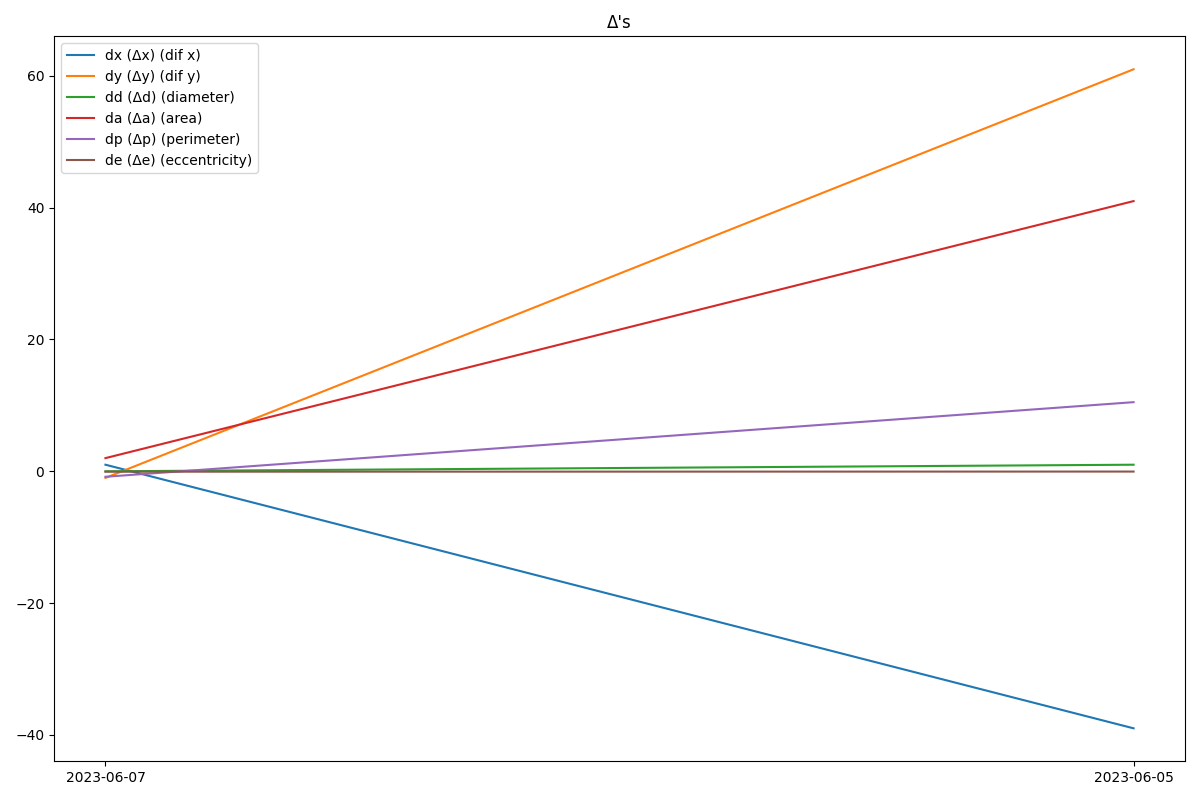 Δ's
dx (Δx) (dif x)
dy (Δy) (dif y)
dd (Δd) (diameter)
da (Δa) (area)
dp (Δp) (perimeter)
de (Δe) (eccentricity)
60
40
20
0
−20
−40
2023-06-07
2023-06-05